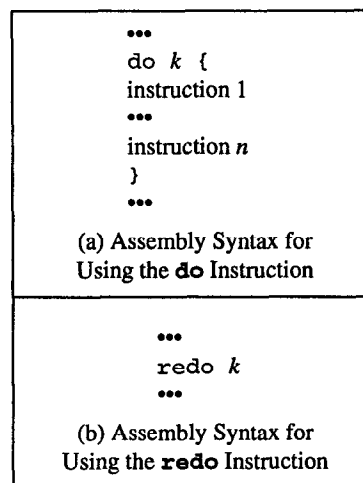 •••
do k {
instruction 1
•••
instruction n
}
•••
(a) Assembly Syntax for
Using the do Instruction
•••
redo k
•••
(b) Assembly Syntax for
Using the redo Instruction